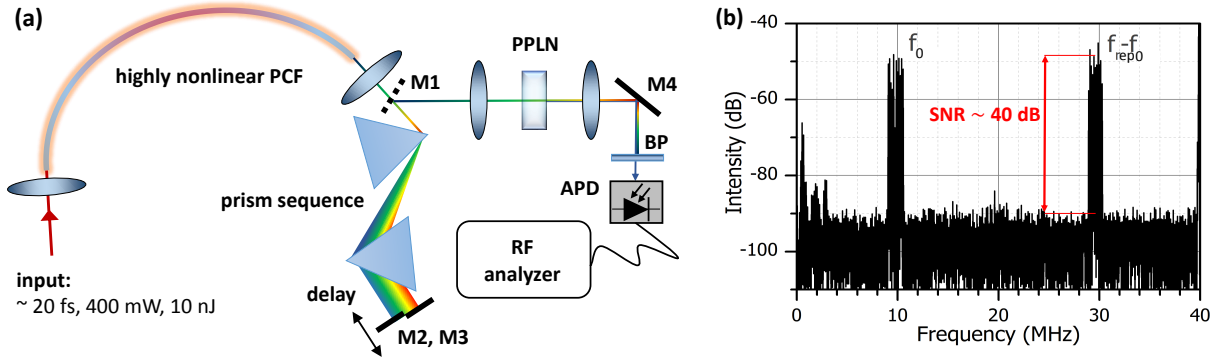 (a)
highly nonlinear PCF
M1
PPLN
M4
BP
APD
prism sequence
RF
analyzer
input:
~ 20 fs, 400 mW, 10 nJ
delay
M2, M3
(b)
-40
-60
-80
-100
Intensity (dB)
f0
frep-f0
SNR ~ 40 dB
0
10
20
30
40
Frequency (MHz)